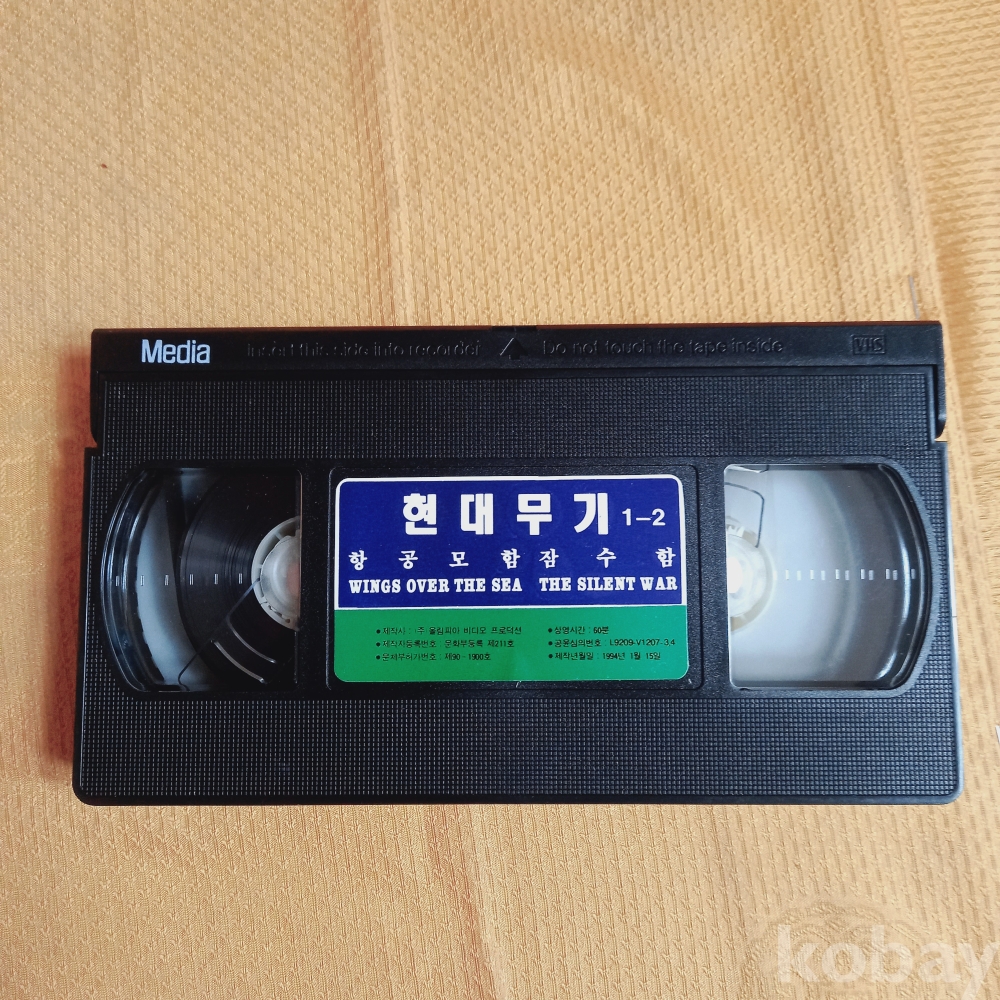 Media insert this side into recorder Do not touch the tape inside VHS
현대무기 1-2
항공모함 잠수함
WINGS OVER THE SEA THE SILENT WAR
●제작사 : (주)올림피아 비디오 프로덕션 ●상영시간 : 60분
●제작자등록번호 : 문화부등록 제211호 ●공윤심의번호 : L9209-V1207-3,4
●문체부허가번호 : 제90-1900호 ●제작년월일 : 1994년 1월 15일
kobay